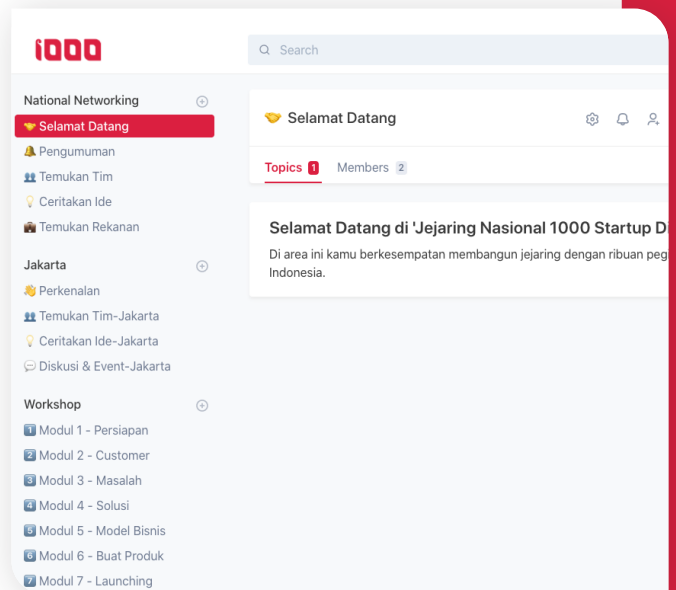 1000
Search
National Networking
Selamat Datang
Pengumuman
Temukan Tim
Ceritakan Ide
Temukan Rekanan
Jakarta
Perkenalan
Temukan Tim-Jakarta
Ceritakan Ide-Jakarta
Diskusi & Event-Jakarta
Workshop
1 Modul 1 - Persiapan
2 Modul 2 - Customer
3 Modul 3 - Masalah
4 Modul 4 - Solusi
5 Modul 5 - Model Bisnis
6 Modul 6 - Buat Produk
7 Modul 7 - Launching
Selamat Datang
Topics 1 Members 2
Selamat Datang di 'Jejaring Nasional 1000 Startup Di
Di area ini kamu berkesempatan membangun jejaring dengan ribuan peg
Indonesia.